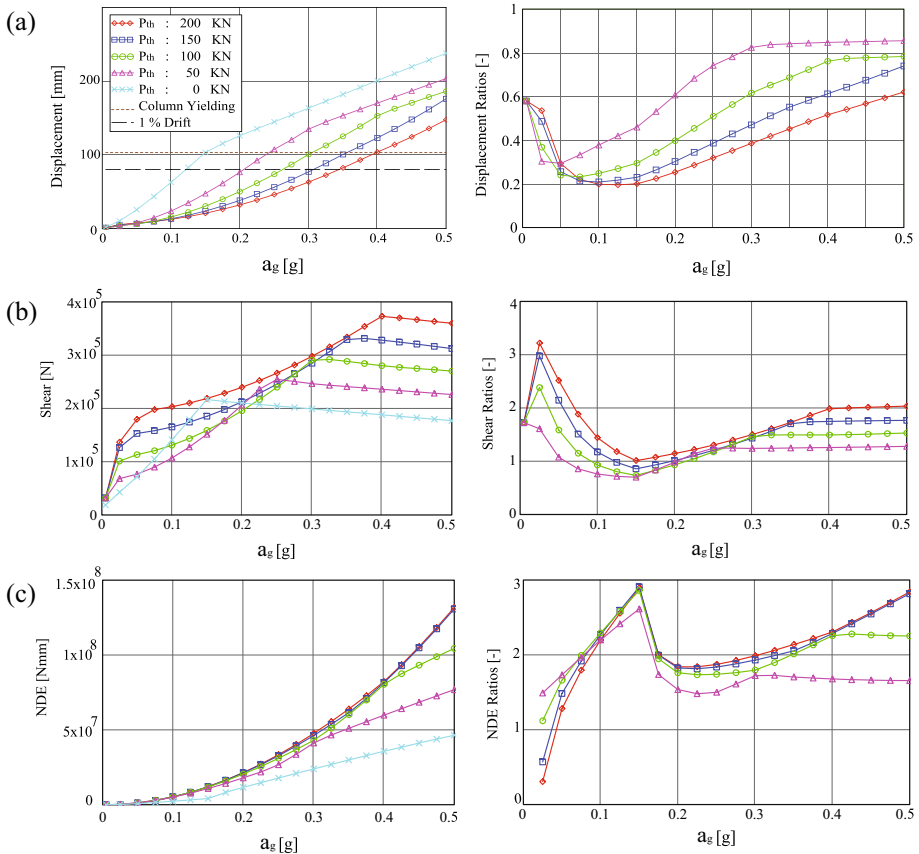 (a)
Pth : 200 KN
Pth : 150 KN
Pth : 100 KN
Pth : 50 KN
Pth : 0 KN
Column Yielding
1 % Drift
Displacement [mm]
200
100
0
0 0.1 0.2 0.3 0.4 0.5
ag [g]
Displacement Ratios [-]
1
0.8
0.6
0.4
0.2
0
0 0.1 0.2 0.3 0.4 0.5
ag [g]
(b)
Shear [N]
4x10^5
3x10^5
2x10^5
1x10^5
0
0 0.1 0.2 0.3 0.4 0.5
ag [g]
Shear Ratios [-]
4
3
2
1
0
0 0.1 0.2 0.3 0.4 0.5
ag [g]
(c)
NDE [Nmm]
1.5x10^8
1x10^8
5x10^7
0
0 0.1 0.2 0.3 0.4 0.5
ag [g]
NDE Ratios [-]
3
2
1
0
0 0.1 0.2 0.3 0.4 0.5
ag [g]